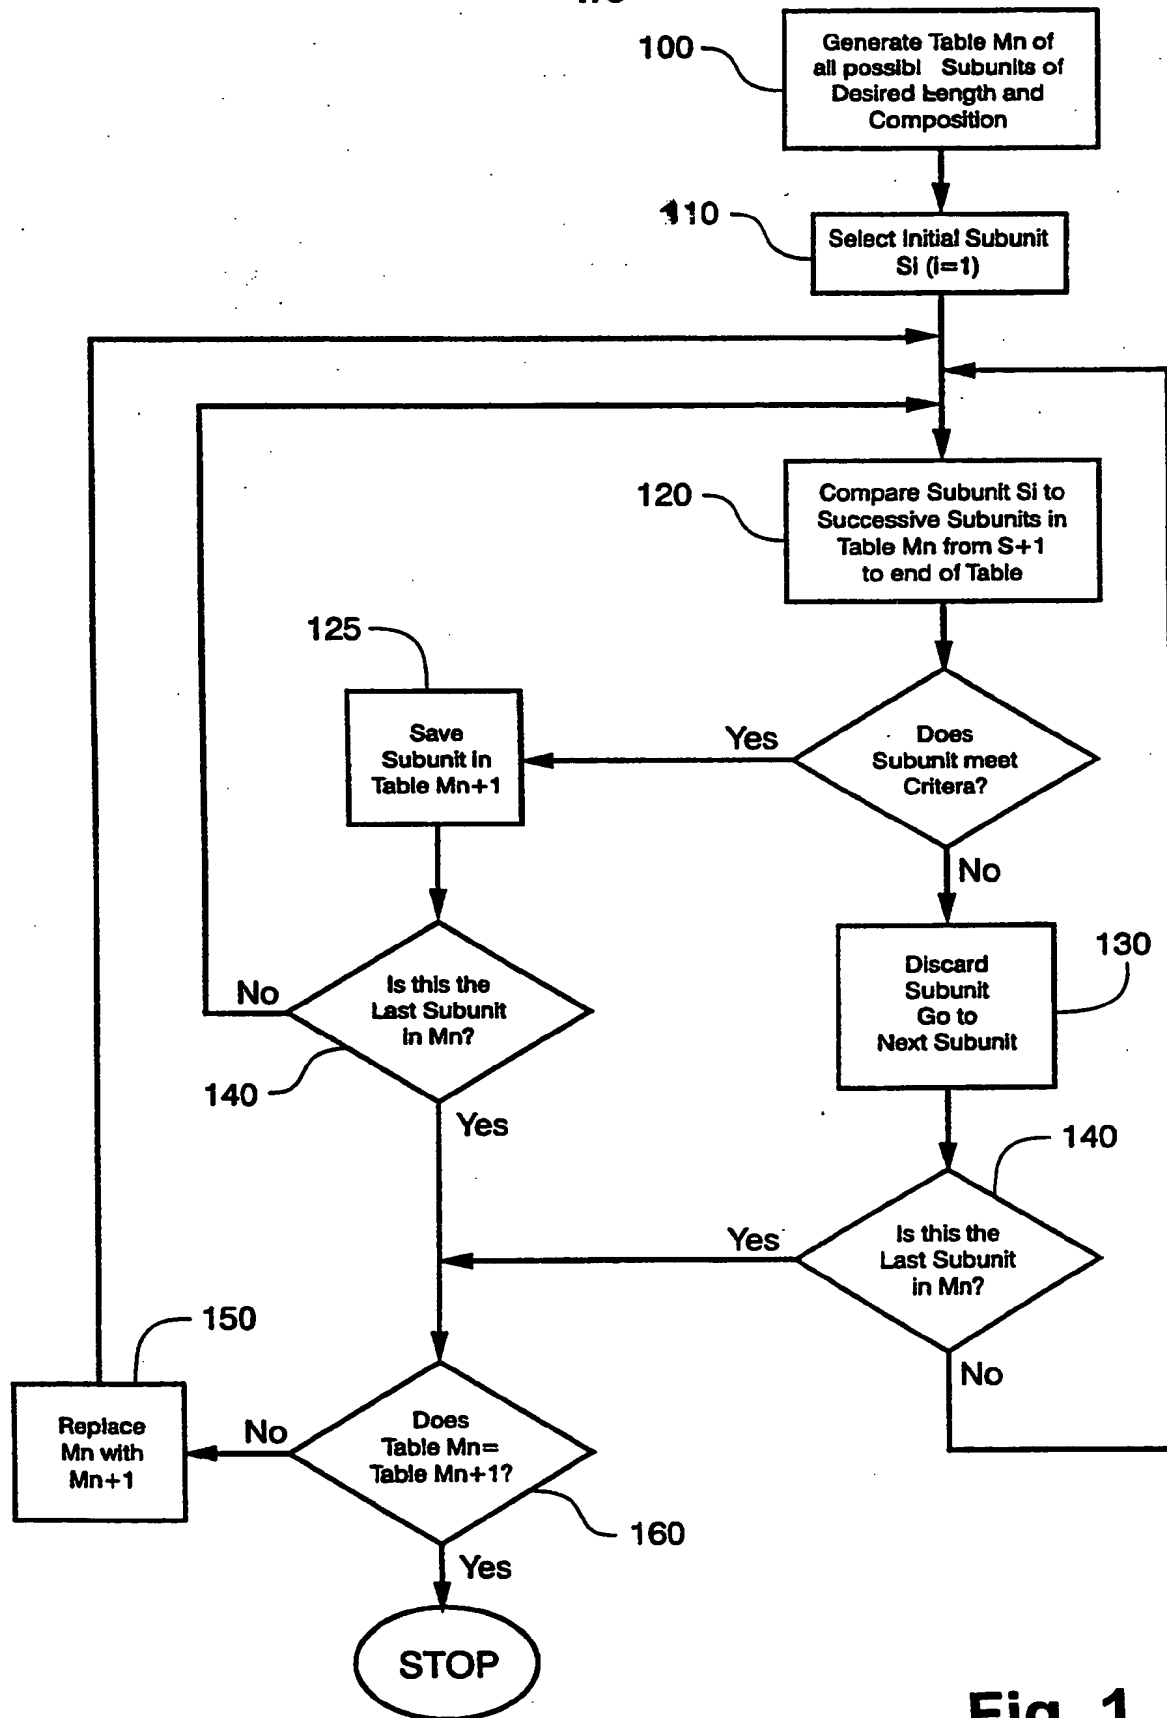 100
Generate Table Mn of
all possibl Subunits of
Desired Length and
Composition
110
Select Initial Subunit
Si (i=1)
120
Compare Subunit Si to
Successive Subunits in
Table Mn from S+1
to end of Table
125
Save
Subunit in
Table Mn+1
Yes
Does
Subunit meet
Critera?
No
130
Discard
Subunit
Go to
Next Subunit
No
Is this the
Last Subunit
in Mn?
140
Yes
140
Yes
Is this the
Last Subunit
in Mn?
No
150
Replace
Mn with
Mn+1
No
Does
Table Mn=
Table Mn+1?
160
Yes
STOP
Fig. 1